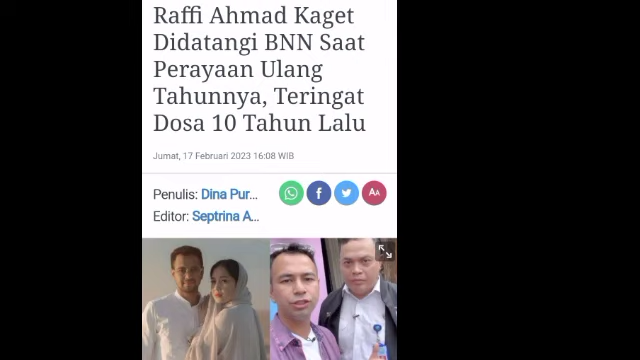 Raffi Ahmad Kaget
Didatangi BNN Saat
Perayaan Ulang
Tahunnya, Teringat
Dosa 10 Tahun Lalu
Jumat, 17 Februari 2023 16:08 WIB
Penulis: Dina Pur...
Editor: Septrina A...
AA